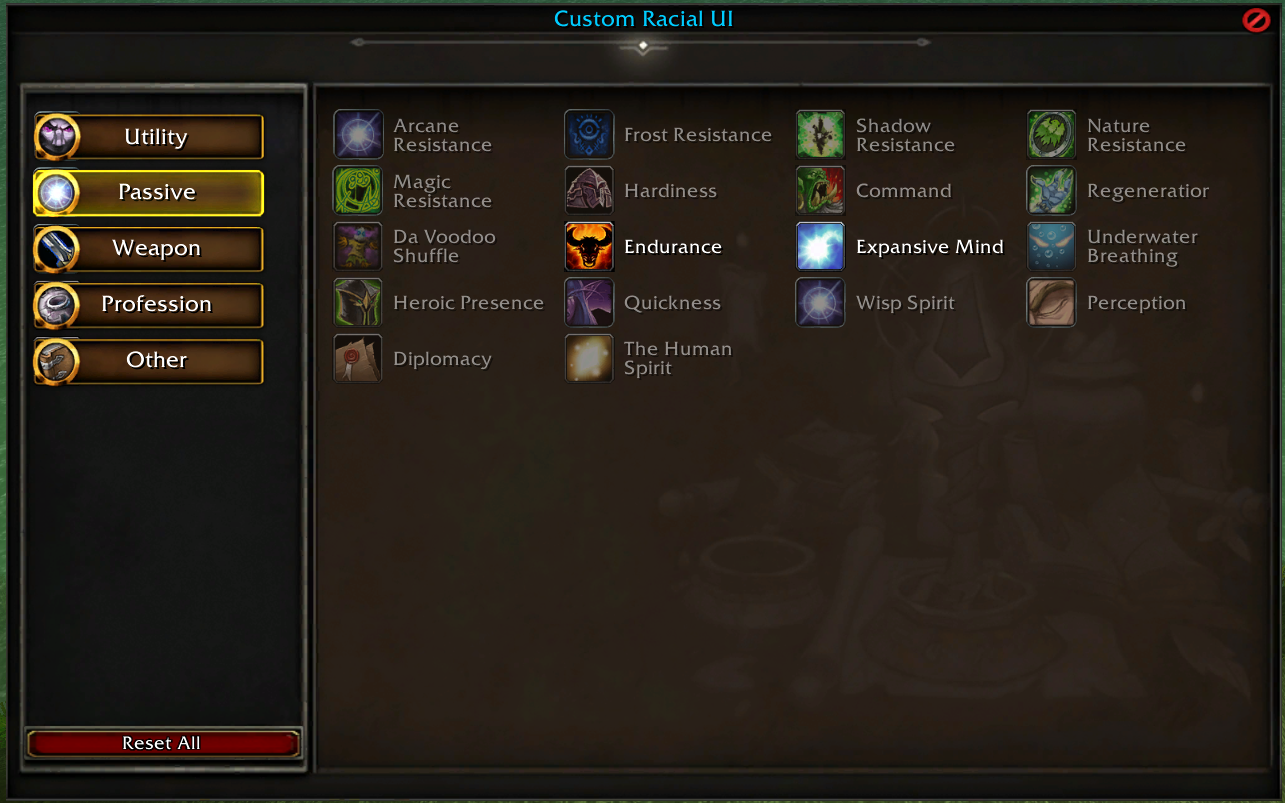 Custom Racial UI
Utility
Passive
Weapon
Profession
Other
Reset All
Arcane
Resistance
Frost Resistance
Shadow
Resistance
Nature
Resistance
Magic
Resistance
Hardiness
Command
Regeneratior
Da Voodoo
Shuffle
Endurance
Expansive Mind
Underwater
Breathing
Heroic Presence
Quickness
Wisp Spirit
Perception
Diplomacy
The Human
Spirit